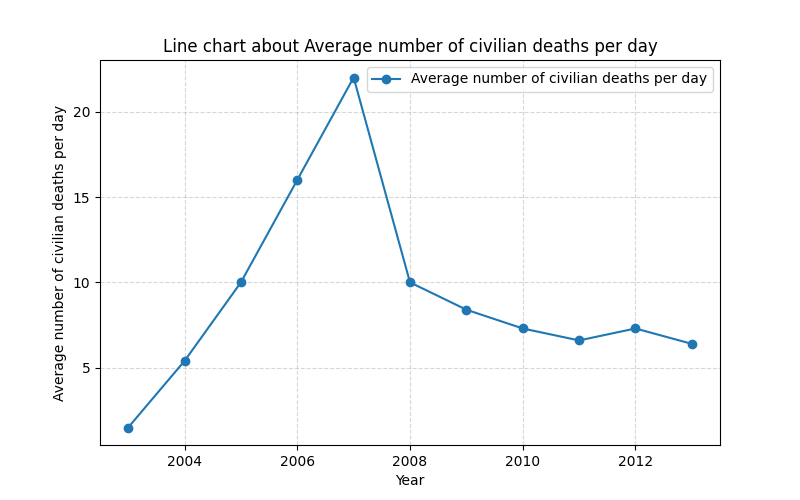 Line chart about Average number of civilian deaths per day
Average number of civilian deaths per day
Average number of civilian deaths per day
20
15
10
5
2004 2006 2008 2010 2012
Year